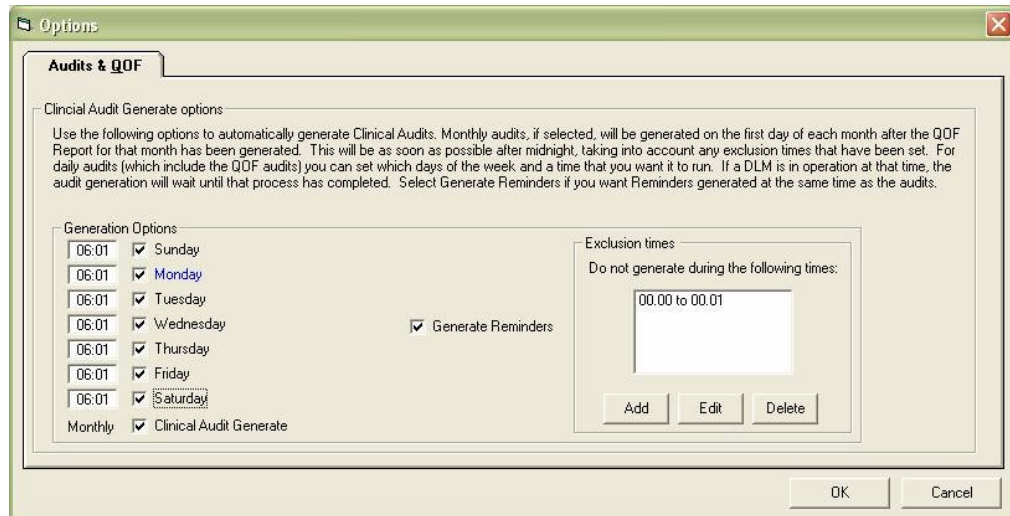 Options
Audits & QOF
Clincial Audit Generate options
Use the following options to automatically generate Clinical Audits. Monthly audits, if selected, will be generated on the first day of each month after the QOF
Report for that month has been generated. This will be as soon as possible after midnight, taking into account any exclusion times that have been set. For
daily audits (which include the QOF audits) you can set which days of the week and a time that you want it to run. If a DLM is in operation at that time, the
audit generation will wait until that process has completed. Select Generate Reminders if you want Reminders generated at the same time as the audits.
Generation Options
06:01 Sunday
06:01 Monday
06:01 Tuesday
06:01 Wednesday
06:01 Thursday
06:01 Friday
06:01 Saturday
Monthly Clinical Audit Generate
Generate Reminders
Exclusion times
Do not generate during the following times:
00.00 to 00.01
Add Edit Delete
OK Cancel